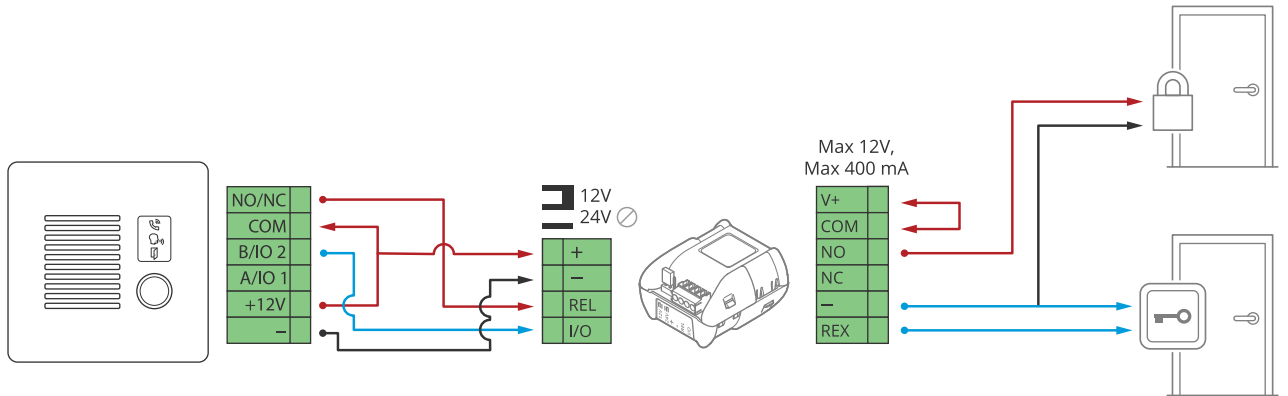 NO/NC
COM
B/IO 2
A/IO 1
+12V
–
12V
24V
+
–
REL
I/O
Max 12V,
Max 400 mA
V+
COM
NO
NC
–
REX